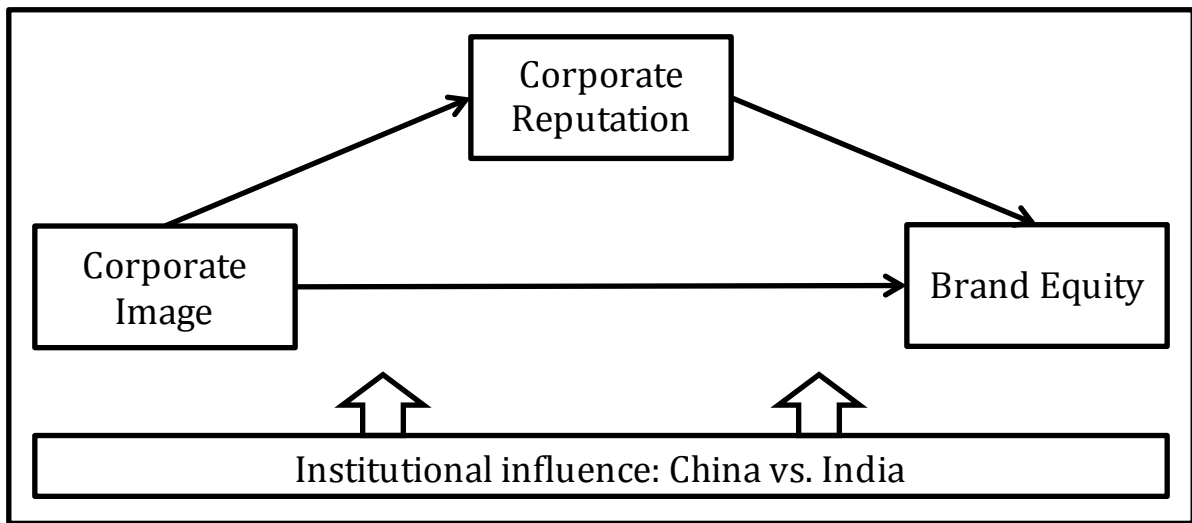 Corporate
Reputation
Corporate
Image
Brand Equity
Institutional influence: China vs. India